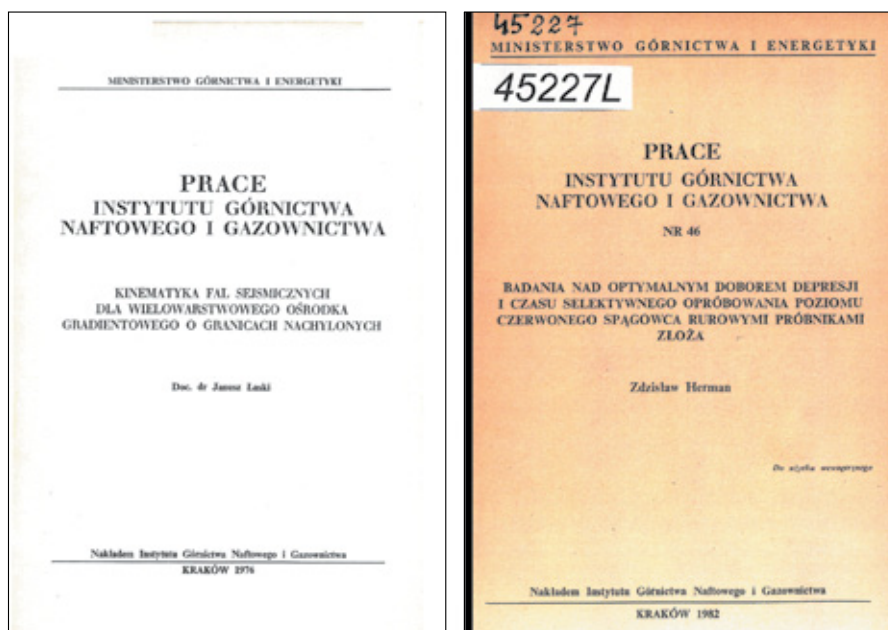 MINISTERSTWO GÓRNICTWA I ENERGETYKI
PRACE
INSTYTUTU GÓRNICTWA
NAFTOWEGO I GAZOWNICTWA
KINEMATYKA FAL SEJSMICZNYCH
DLA WIELOWARSTWOWEGO OŚRODKA
GRADIENTOWEGO O GRANICACH NACHYLONYCH
Doc. dr Janusz
Nakładem Instytutu Górnictwa Naftowego i Gazownictwa
KRAKÓW 1976
45227
MINISTERSTWO GÓRNICTWA I ENERGETYKI
45227L
PRACE
INSTYTUTU GÓRNICTWA
NAFTOWEGO I GAZOWNICTWA
NR 46
BADANIA NAD OPTYMALNYM DOBOREM DEPRESJI
I CZASU SELEKTYWNEGO OPRÓBOWANIA POZIOMU
CZERWONEGO SPĄGOWCA RUROWYMI PRÓBNIKAMI
ZŁOŻA
Zdzisław Herman
Do użytku wewnętrznego
Nakładem Instytutu Górnictwa Naftowego i Gazownictwa
KRAKÓW 1982